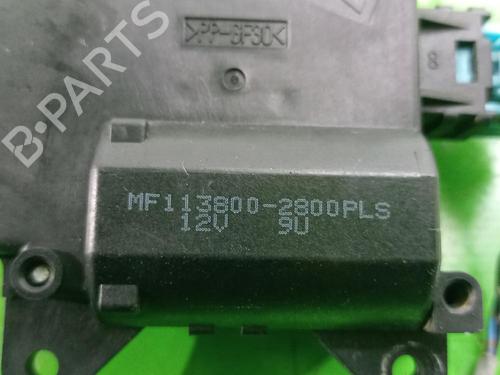 >PP-GF30<
8
B-PARTS
MF113800-2800PLS
12V 9U